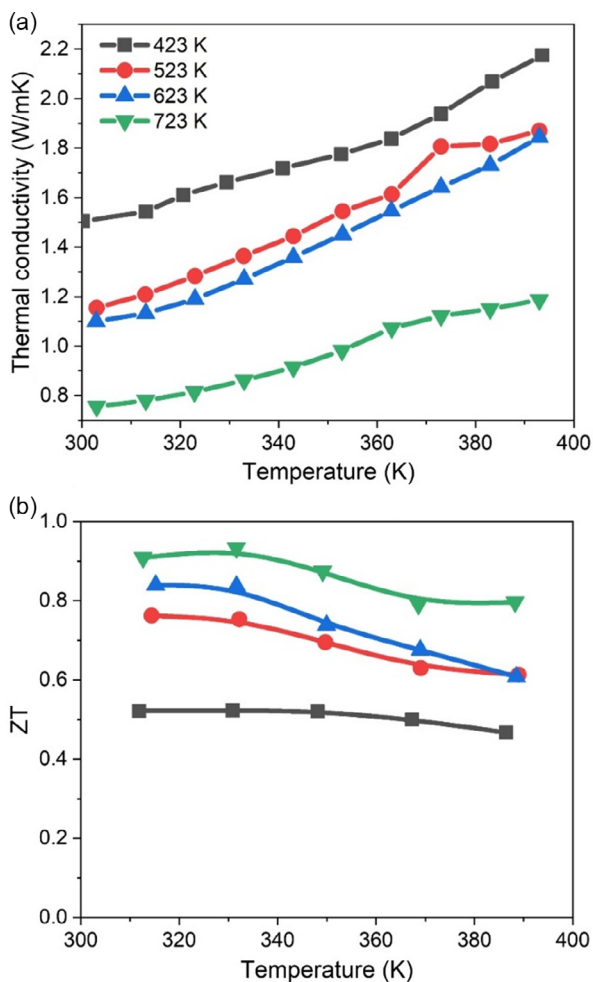 (a)
423 K
523 K
623 K
723 K
Thermal conductivity (W/mK)
2.2
2.0
1.8
1.6
1.4
1.2
1.0
0.8
300 320 340 360 380 400
Temperature (K)
(b)
ZT
1.0
0.8
0.6
0.4
0.2
0.0
300 320 340 360 380 400
Temperature (K)